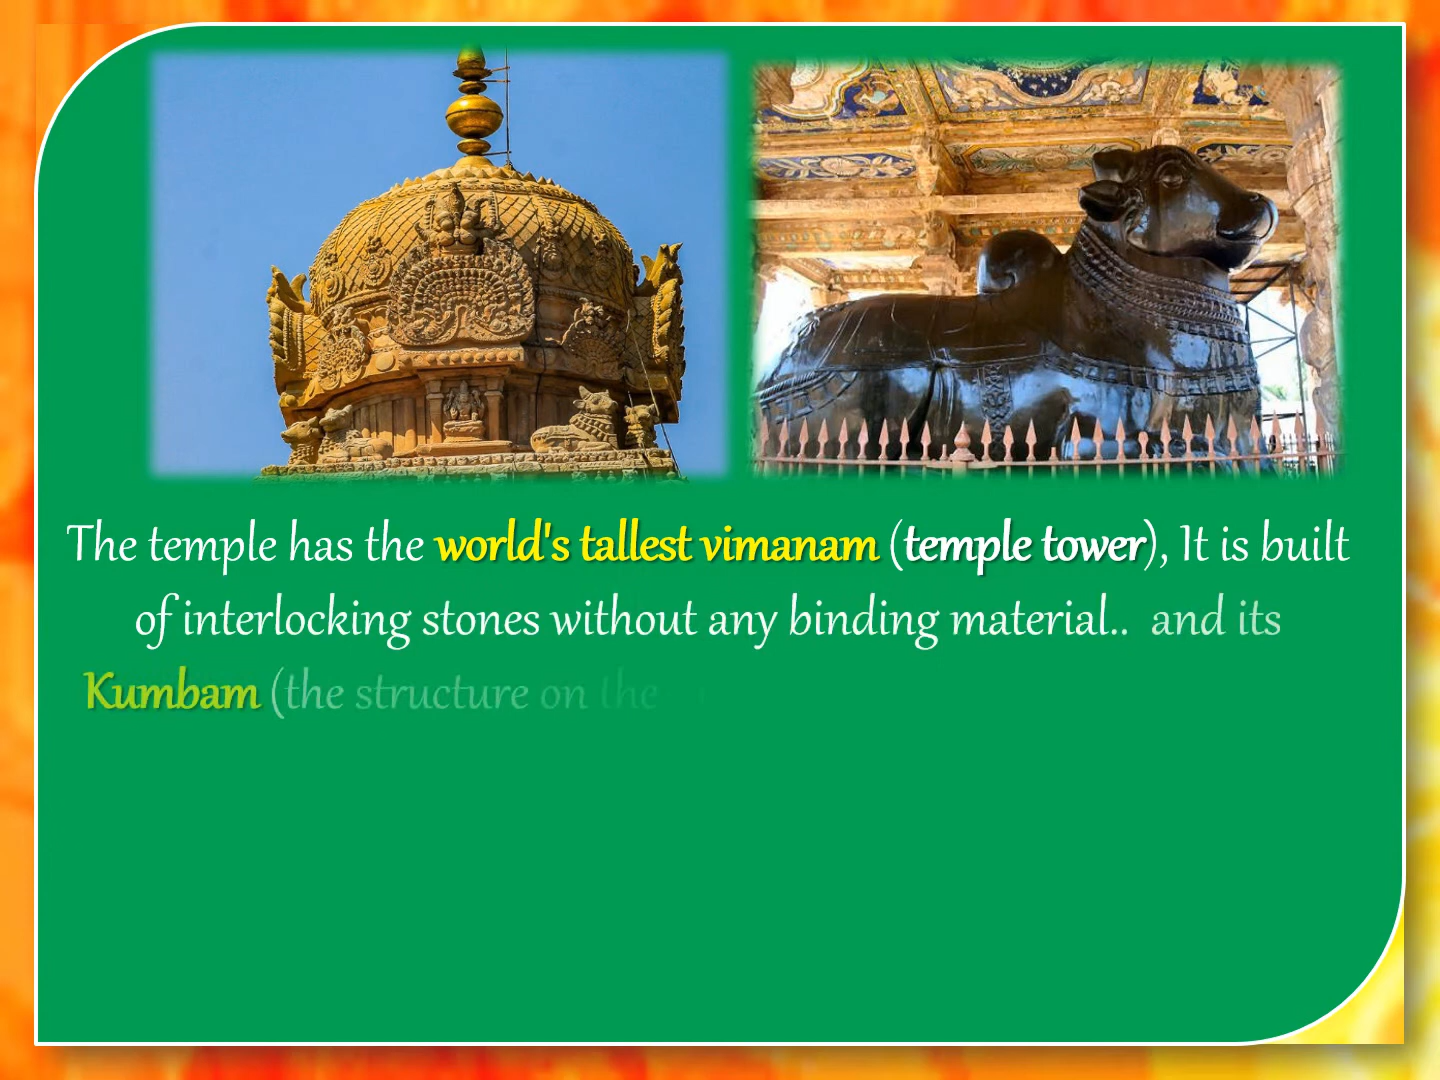 The temple has the world's tallest vimanam (temple tower), It is built
of interlocking stones without any binding material.. and its
Kumbam (the structure on the